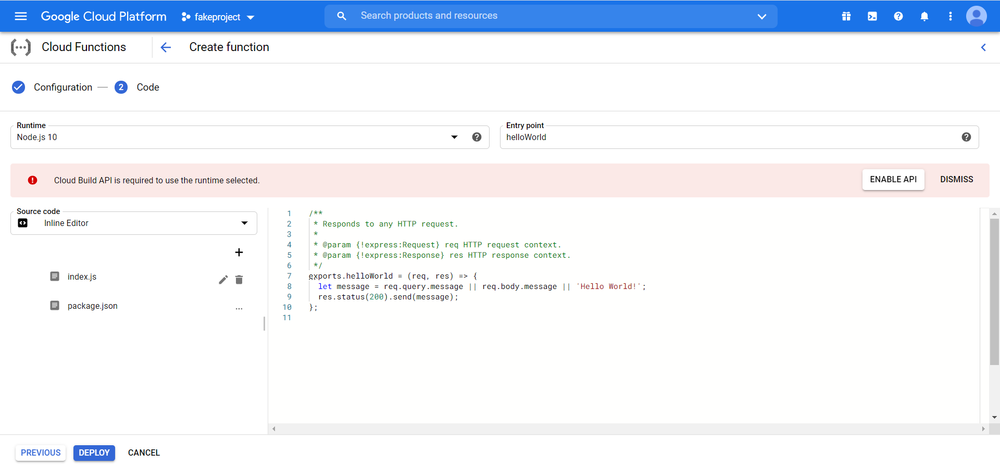 Google Cloud Platform fakeproject Search products and resources
Cloud Functions Create function
Configuration 2 Code
Runtime
Node.js 10
Entry point
helloWorld
Cloud Build API is required to use the runtime selected. ENABLE API DISMISS
Source code
Inline Editor
index.js
package.json
1 /**
2 * Responds to any HTTP request.
3 *
4 * @param {!express:Request} req HTTP request context.
5 * @param {!express:Response} res HTTP response context.
6 */
7 exports.helloWorld = (req, res) => {
8 let message = req.query.message || req.body.message || 'Hello World!';
9 res.status(200).send(message);
10 };
11
PREVIOUS DEPLOY CANCEL